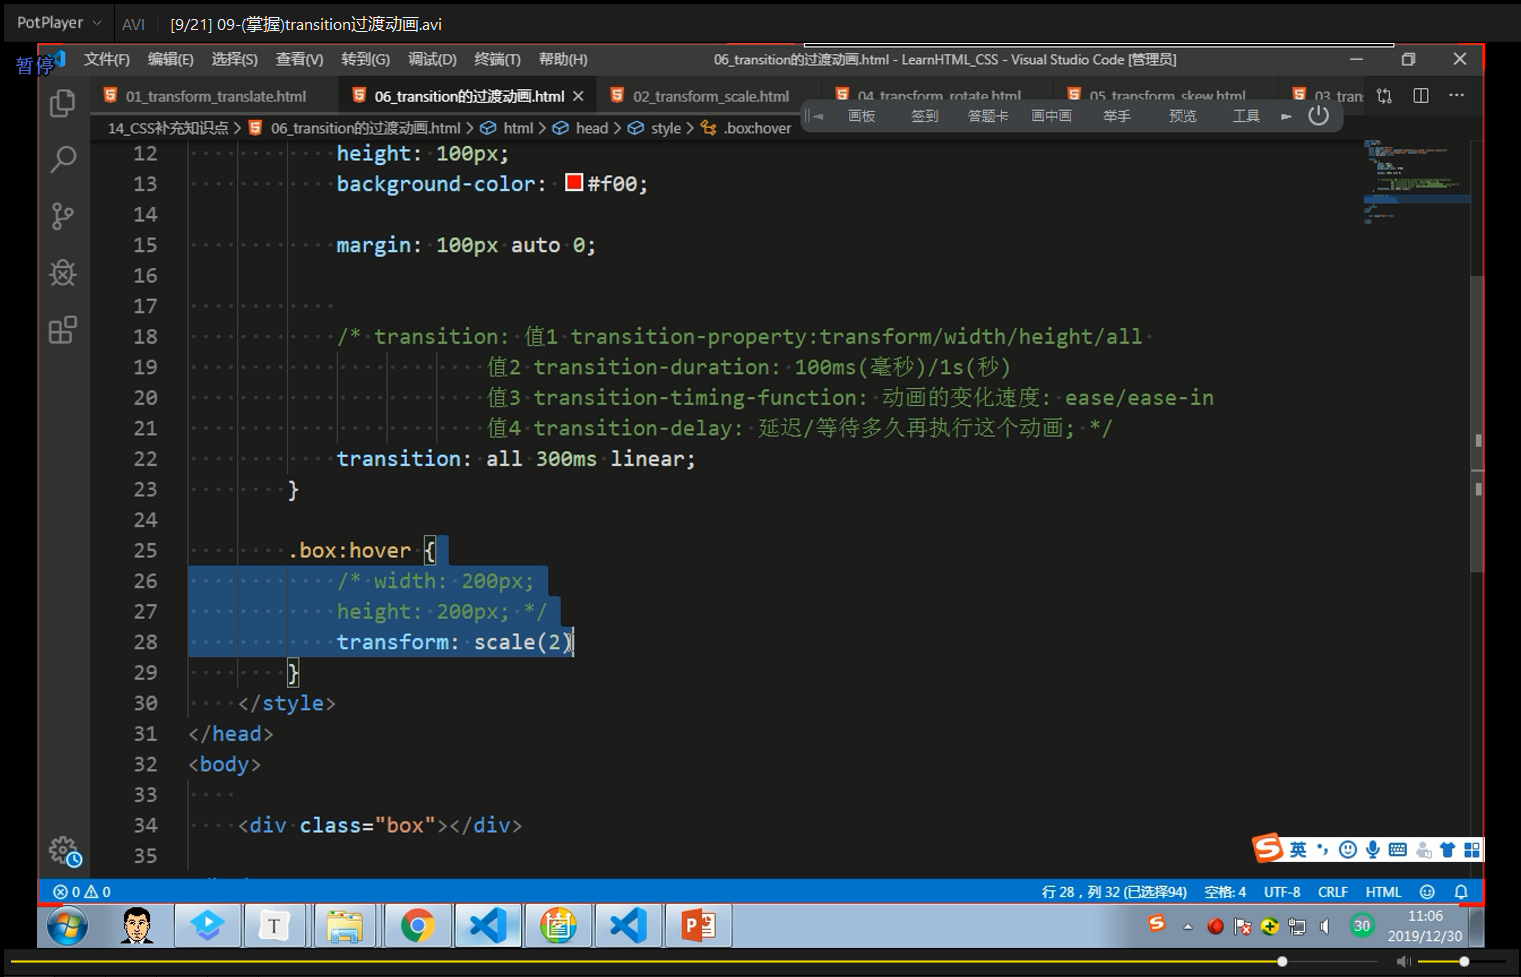 PotPlayer
AVI
[9/21] 09-(掌握)transition过渡动画.avi
暂停
文件(F) 编辑(E) 选择(S) 查看(V) 转到(G) 调试(D) 终端(T) 帮助(H)
06_transition的过渡动画.html - LearnHTML_CSS - Visual Studio Code [管理员]
01_transform_translate.html
06_transition的过渡动画.html
02_transform_scale.html
04_transform_rotate.html
05_transform_skew.html
03_tran
画板 签到 答题卡 画中画 举手 预览 工具
14_CSS补充知识点 > 06_transition的过渡动画.html > html > head > style > .box:hover
12 height: 100px;
13 background-color: #f00;
14
15 margin: 100px auto 0;
16
17
18 /* transition: 值1 transition-property:transform/width/height/all
19 值2 transition-duration: 100ms(毫秒)/1s(秒)
20 值3 transition-timing-function: 动画的变化速度: ease/ease-in
21 值4 transition-delay: 延迟/等待多久再执行这个动画; */
22 transition: all 300ms linear;
23 }
24
25 .box:hover {
26 /* width: 200px;
27 height: 200px; */
28 transform: scale(2)
29 }
30 </style>
31 </head>
32 <body>
33
34 <div class="box"></div>
35
英
0 0
行 28，列 32 (已选择94) 空格: 4 UTF-8 CRLF HTML
T
30
11:06
2019/12/30